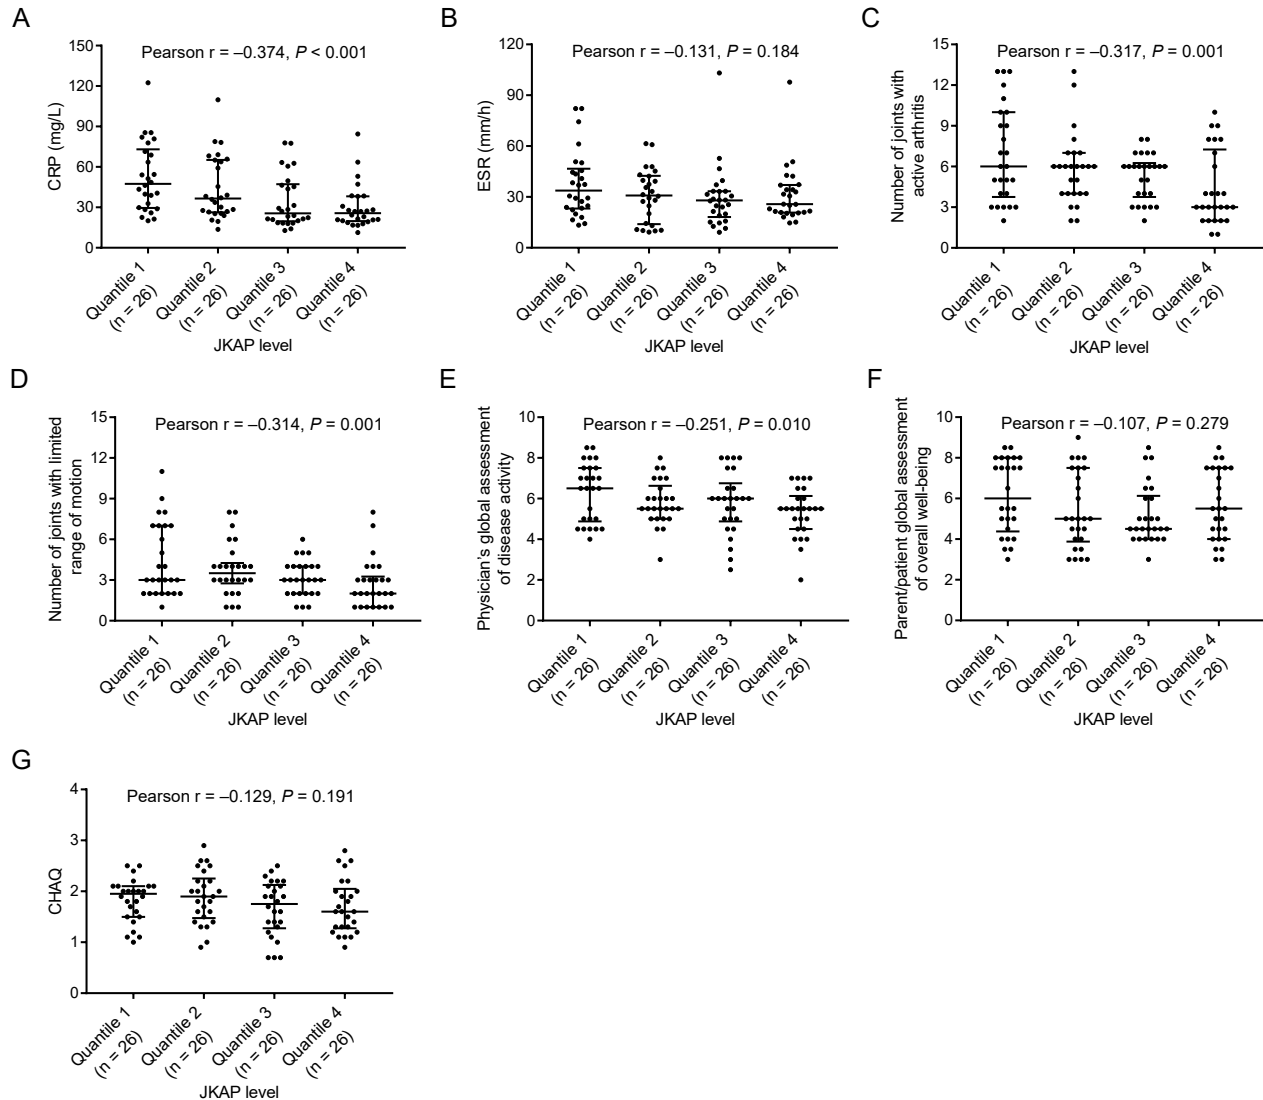 A
Pearson r = –0.374, P < 0.001
CRP (mg/L)
150
120
90
60
30
0
Quantile 1
(n = 26)
Quantile 2
(n = 26)
Quantile 3
(n = 26)
Quantile 4
(n = 26)
JKAP level
B
Pearson r = –0.131, P = 0.184
ESR (mm/h)
120
90
60
30
0
Quantile 1
(n = 26)
Quantile 2
(n = 26)
Quantile 3
(n = 26)
Quantile 4
(n = 26)
JKAP level
C
Pearson r = –0.317, P = 0.001
Number of joints with
active arthritis
15
12
9
6
3
0
Quantile 1
(n = 26)
Quantile 2
(n = 26)
Quantile 3
(n = 26)
Quantile 4
(n = 26)
JKAP level
D
Pearson r = –0.314, P = 0.001
Number of joints with limited
range of motion
15
12
9
6
3
0
Quantile 1
(n = 26)
Quantile 2
(n = 26)
Quantile 3
(n = 26)
Quantile 4
(n = 26)
JKAP level
E
Pearson r = –0.251, P = 0.010
Physician's global assessment
of disease activity
10
8
6
4
2
0
Quantile 1
(n = 26)
Quantile 2
(n = 26)
Quantile 3
(n = 26)
Quantile 4
(n = 26)
JKAP level
F
Pearson r = –0.107, P = 0.279
Parent/patient global assessment
of overall well-being
10
8
6
4
2
0
Quantile 1
(n = 26)
Quantile 2
(n = 26)
Quantile 3
(n = 26)
Quantile 4
(n = 26)
JKAP level
G
Pearson r = –0.129, P = 0.191
CHAQ
4
3
2
1
0
Quantile 1
(n = 26)
Quantile 2
(n = 26)
Quantile 3
(n = 26)
Quantile 4
(n = 26)
JKAP level